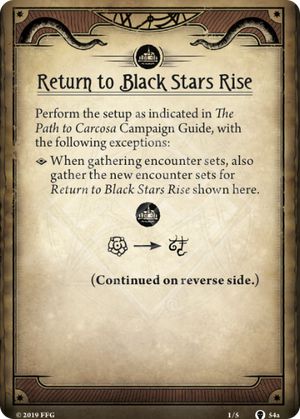 Return to Black Stars Rise
Perform the setup as indicated in The
Path to Carcosa Campaign Guide, with
the following exceptions:
When gathering encounter sets, also
gather the new encounter sets for
Return to Black Stars Rise shown here.
(Continued on reverse side.)
© 2019 FFG 1/5 54a